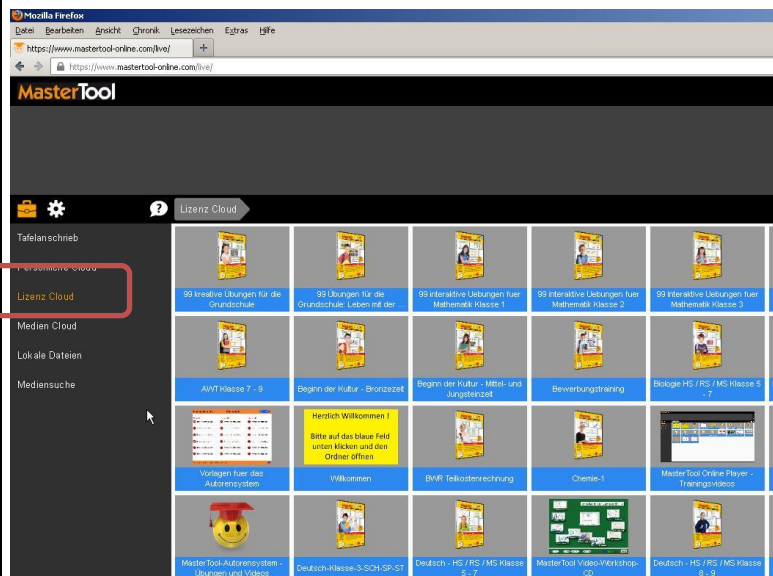 Mozilla Firefox
Datei Bearbeiten Ansicht Chronik Lesezeichen Extras Hilfe
https://www.mastertool-online.com/live/ +
https://www.mastertool-online.com/live/
MasterTool
? Lizenz Cloud
Tafelanschrieb
Persönliche Cloud
Lizenz Cloud
Medien Cloud
Lokale Dateien
Mediensuche
99 kreative Übungen für die
Grundschule
99 Übungen für die
Grundschule: Leben mit der ...
99 interaktive Uebungen fuer
Mathematik Klasse 1
99 interaktive Uebungen fuer
Mathematik Klasse 2
99 Interaktive Uebungen fuer
Mathematik Klasse 3
AWT Klasse 7 - 9
Beginn der Kultur - Bronzezeit
Beginn der Kultur - Mittel- und
Jungsteinzeit
Bewerbungstraining
Biologie HS / RS / MS Klasse 5
- 7
Vorlagen fuer das
Autorensystem
Herzlich Willkommen !
Bitte auf das blaue Feld
unten klicken und den
Ordner öffnen
Willkommen
BWR Teilkostenrechnung
Chemie-1
MasterTool Online Player -
Trainingsvideos
MasterTool-Autorensystem -
Übungen und Videos
Deutsch-Klasse-3-SCH-SP-ST
Deutsch - HS / RS / MS Klasse
5 - 7
MasterTool Video-Workshop-
CD
Deutsch - HS / RS / MS Klasse
8 - 9